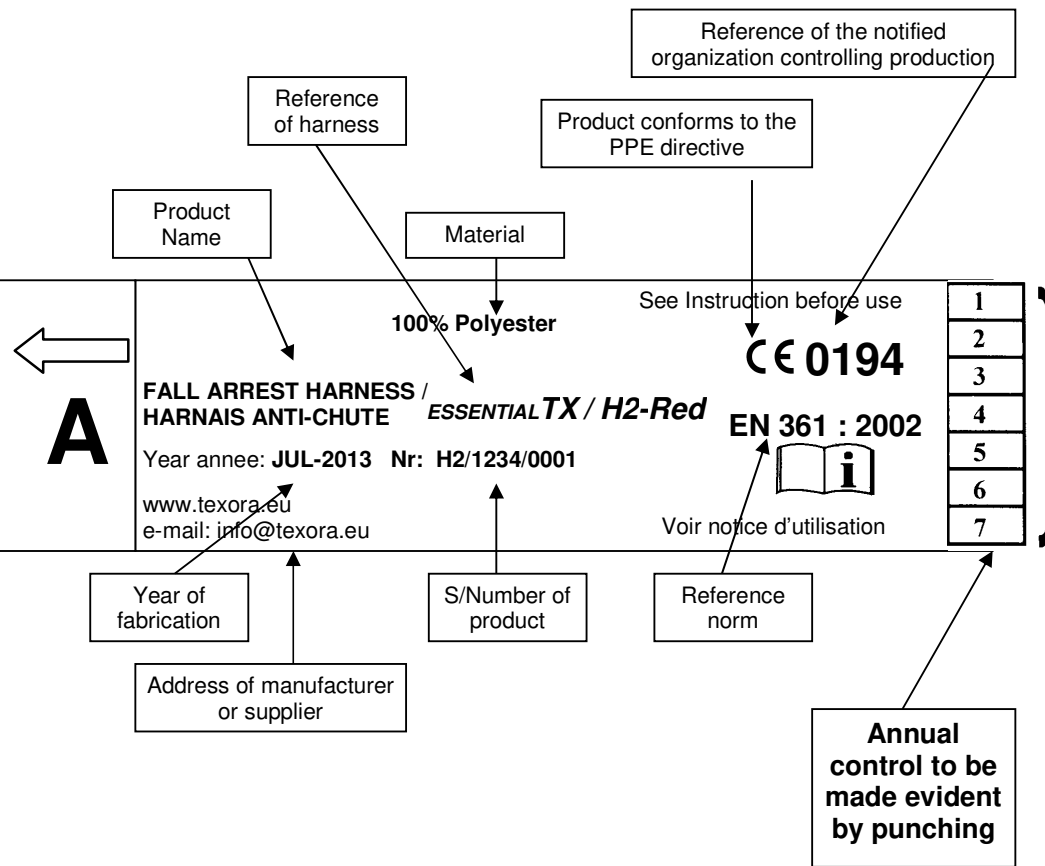 Reference of the notified
organization controlling production
Reference
of harness
Product conforms to the
PPE directive
Product
Name
Material
See Instruction before use
100% Polyester
CE 0194
FALL ARREST HARNESS /
HARNAIS ANTI-CHUTE
ESSENTIAL TX / H2-Red
EN 361 : 2002
A
Year annee: JUL-2013 Nr: H2/1234/0001
i
www.texora.eu
e-mail: info@texora.eu
Voir notice d'utilisation
1
2
3
4
5
6
7
Year of
fabrication
S/Number of
product
Reference
norm
Address of manufacturer
or supplier
Annual
control to be
made evident
by punching